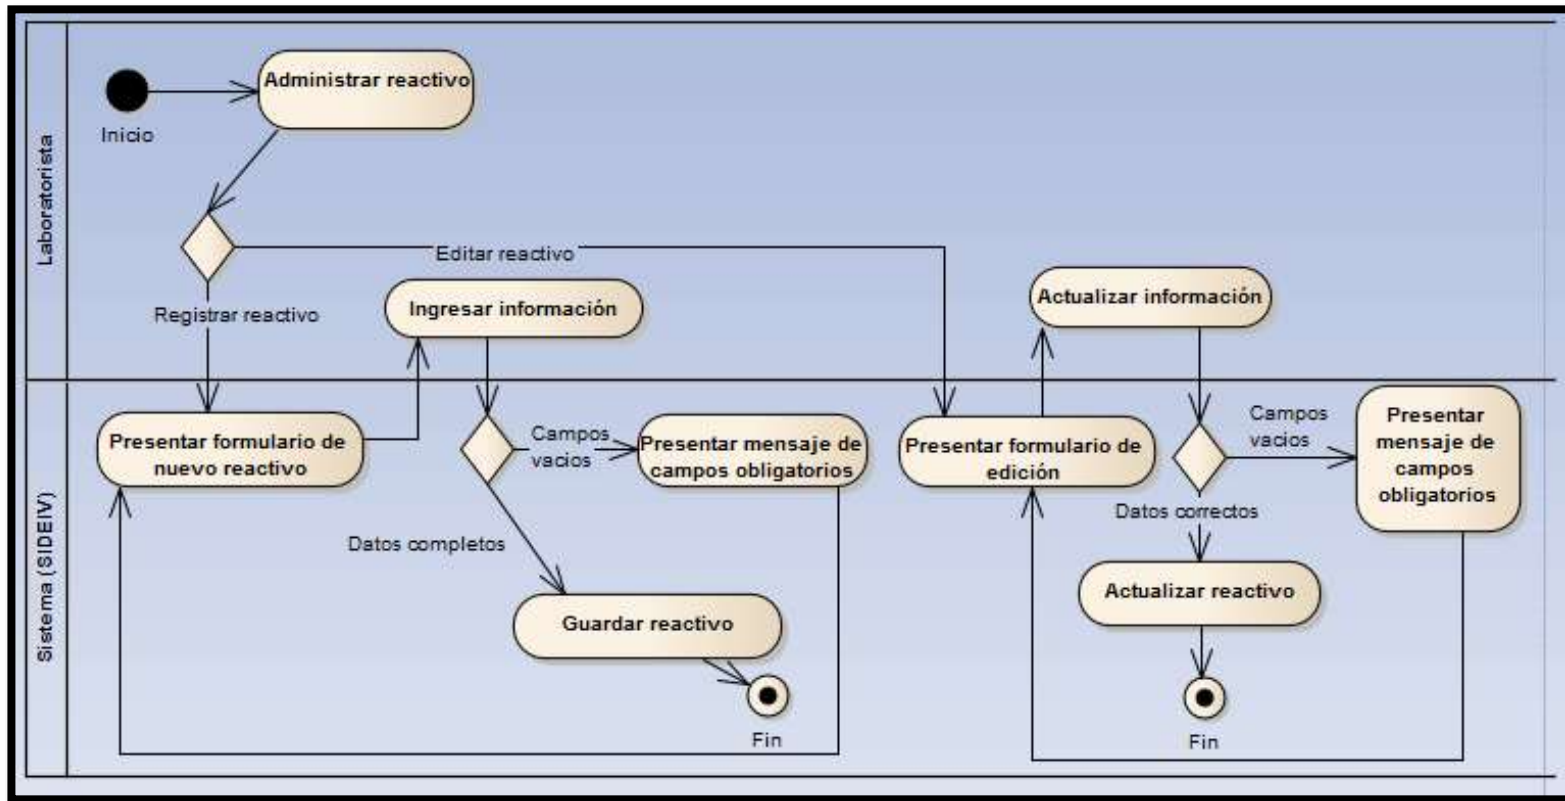 Laboratorista
Administrar reactivo
Inicio
Editar reactivo
Registrar reactivo
Ingresar información
Actualizar información
Sistema (SIDEIV)
Presentar formulario de
nuevo reactivo
Campos
vacios
Presentar mensaje de
campos obligatorios
Datos completos
Guardar reactivo
Fin
Presentar formulario de
edición
Campos
vacios
Presentar
mensaje de
campos
obligatorios
Datos correctos
Actualizar reactivo
Fin